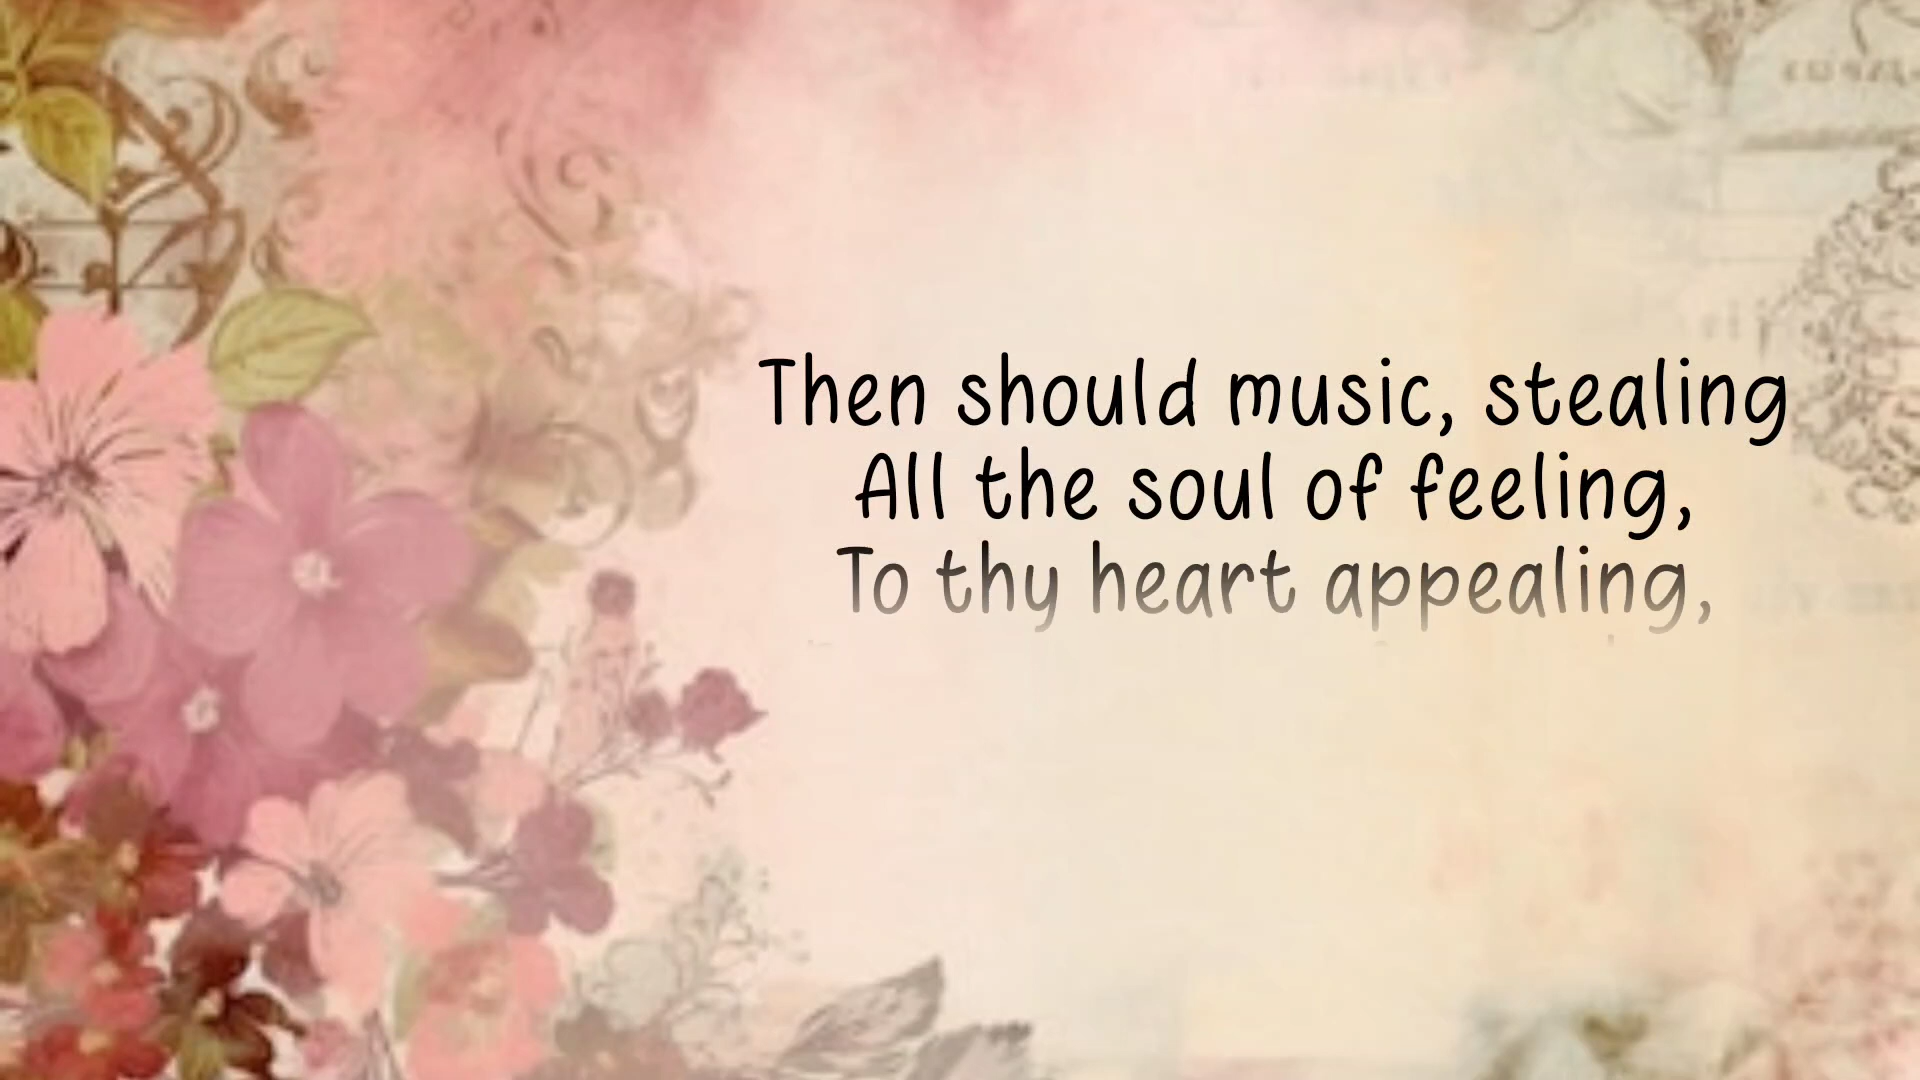 Then should music, stealing
All the soul of feeling,
To thy heart appealing,